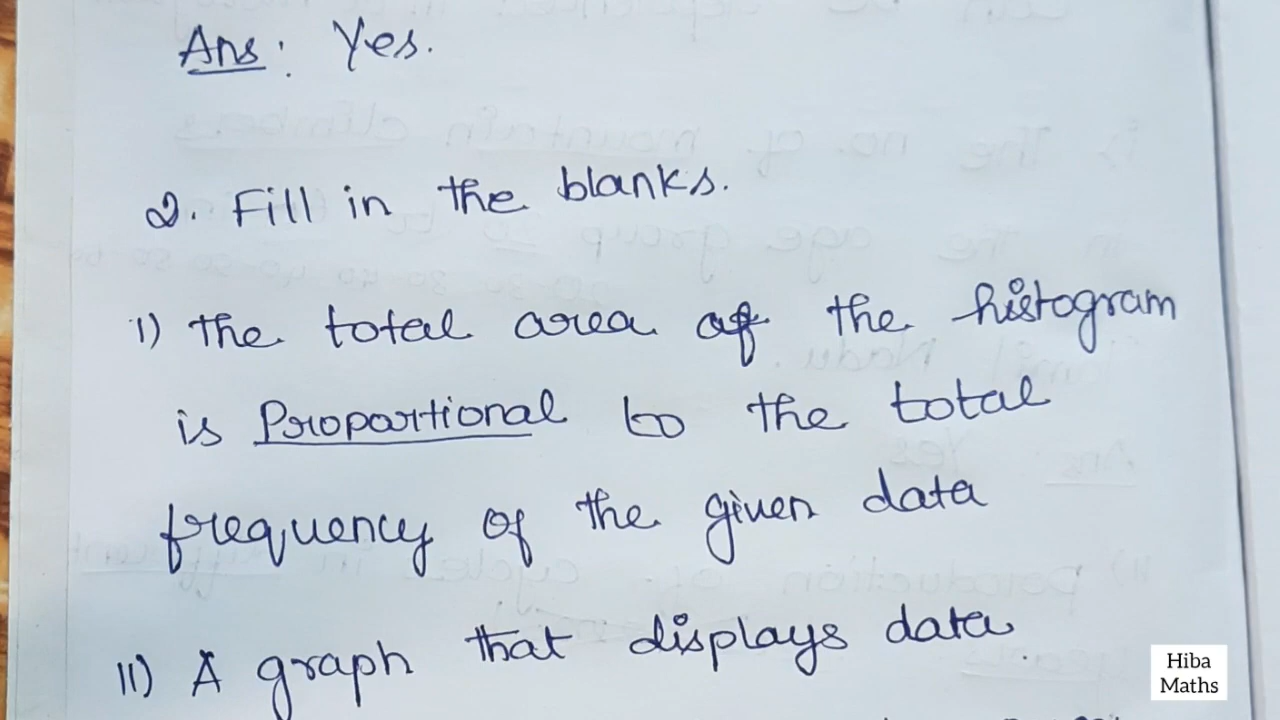 Ans: Yes.
2. Fill in the blanks.
i) The total area of the histogram
is Proportional to the total
frequency of the given data
ii) A graph that displays data
Hiba
Maths